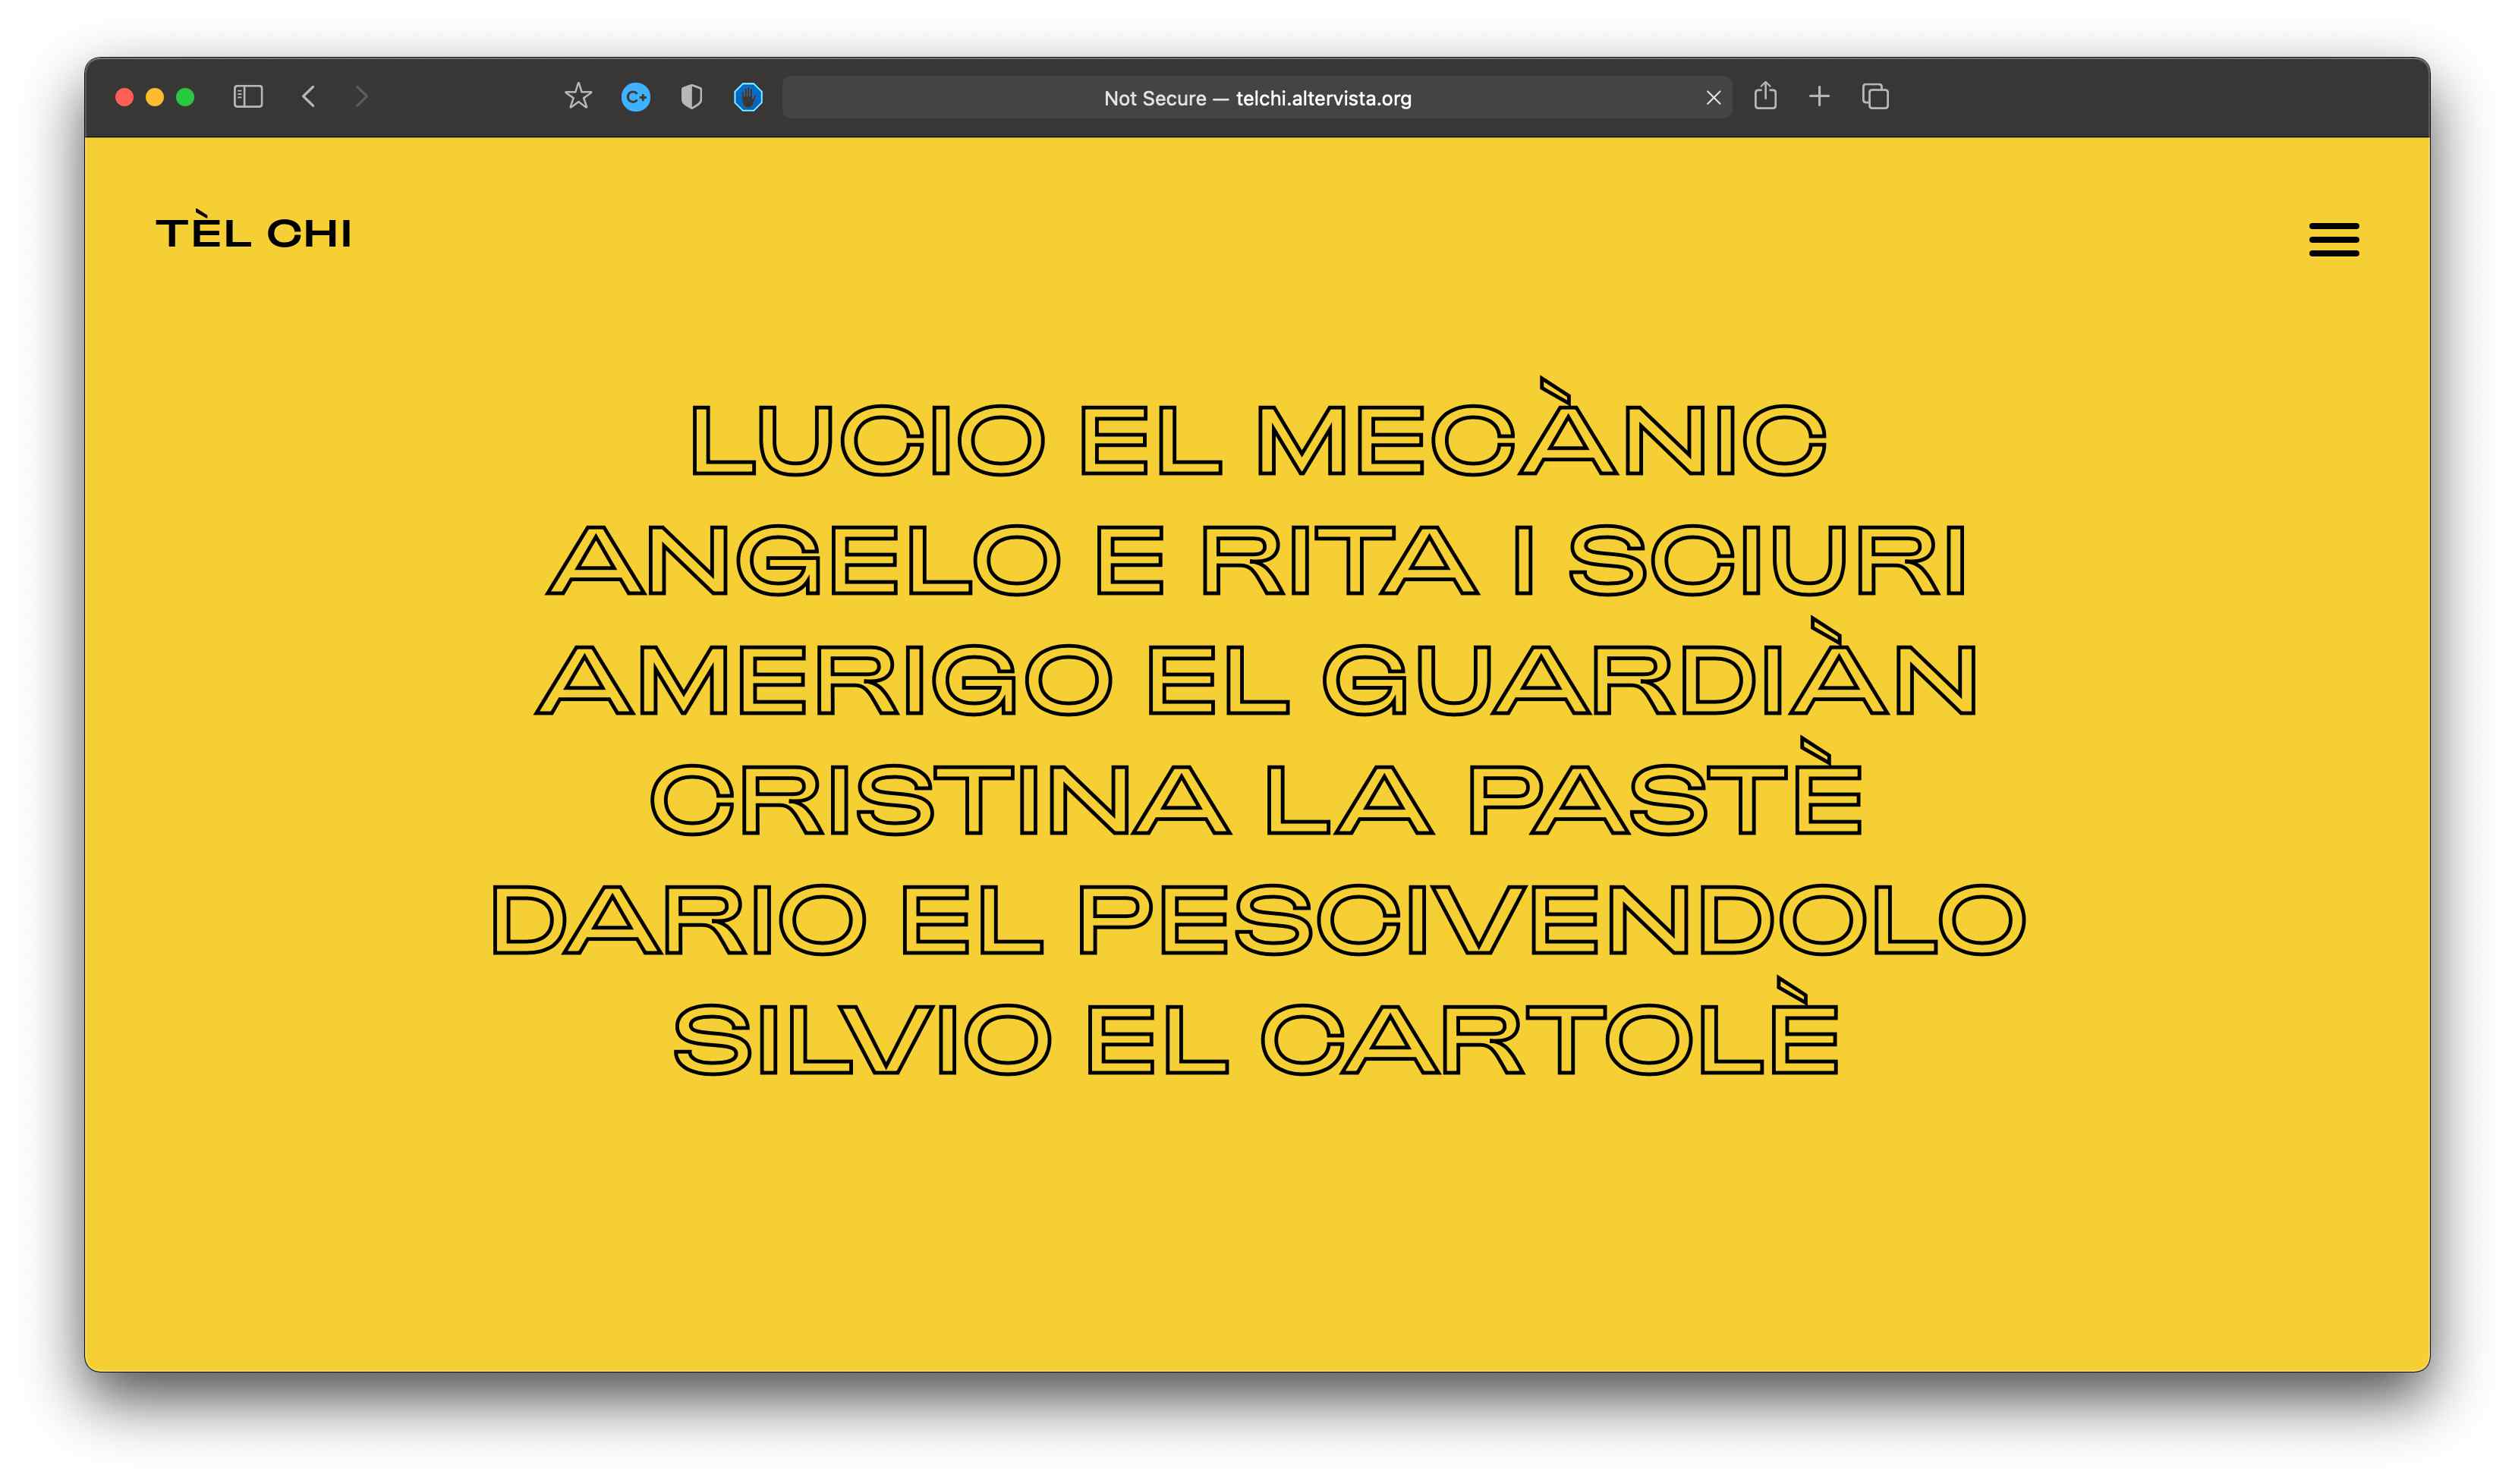 Not Secure — telchi.altervista.org
TÈL CHI
LUCIO EL MECÀNIC
ANGELO E RITA I SCIURI
AMERIGO EL GUARDIÀN
CRISTINA LA PASTÈ
DARIO EL PESCIVENDOLO
SILVIO EL CARTOLÈ